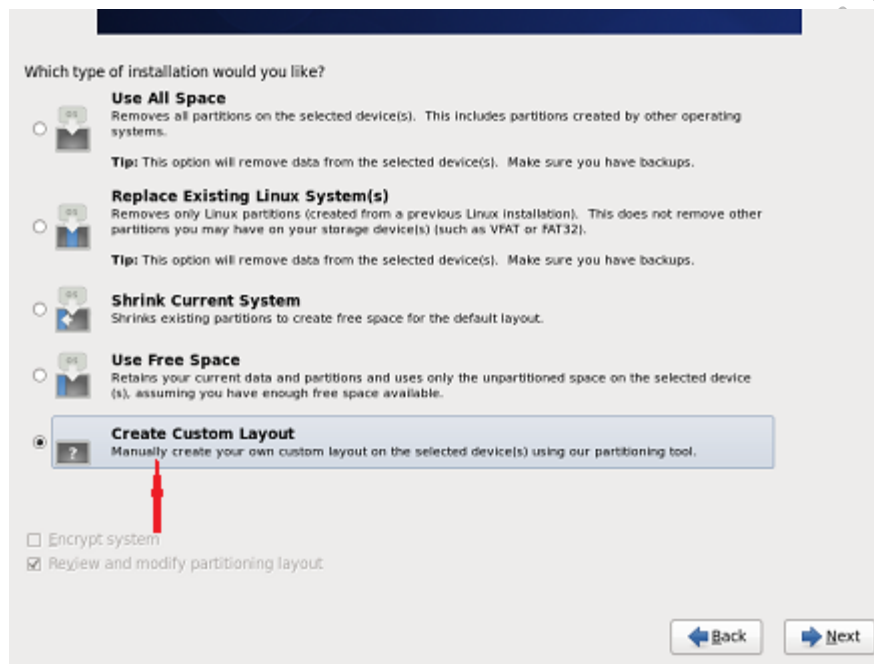 Which type of installation would you like?
Use All Space
Removes all partitions on the selected device(s). This includes partitions created by other operating
systems.
Tip: This option will remove data from the selected device(s). Make sure you have backups.
Replace Existing Linux System(s)
Removes only Linux partitions (created from a previous Linux installation). This does not remove other
partitions you may have on your storage device(s) (such as VFAT or FAT32).
Tip: This option will remove data from the selected device(s). Make sure you have backups.
Shrink Current System
Shrinks existing partitions to create free space for the default layout.
Use Free Space
Retains your current data and partitions and uses only the unpartitioned space on the selected device
(s), assuming you have enough free space available.
Create Custom Layout
Manually create your own custom layout on the selected device(s) using our partitioning tool.
Encrypt system
Review and modify partitioning layout
Back
Next
OS
OS
OS
OS
?